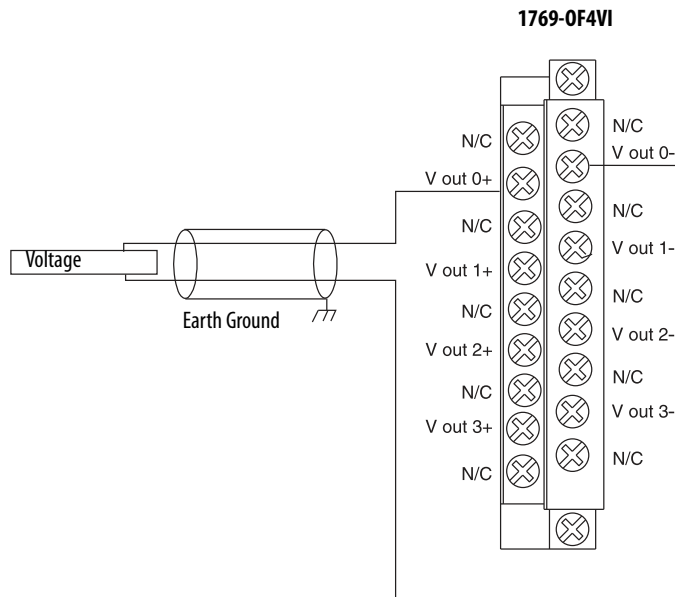 1769-OF4VI
N/C
N/C
V out 0+
V out 0-
N/C
N/C
V out 1+
V out 1-
N/C
N/C
V out 2+
V out 2-
N/C
N/C
V out 3+
V out 3-
N/C
N/C
Voltage
Earth Ground